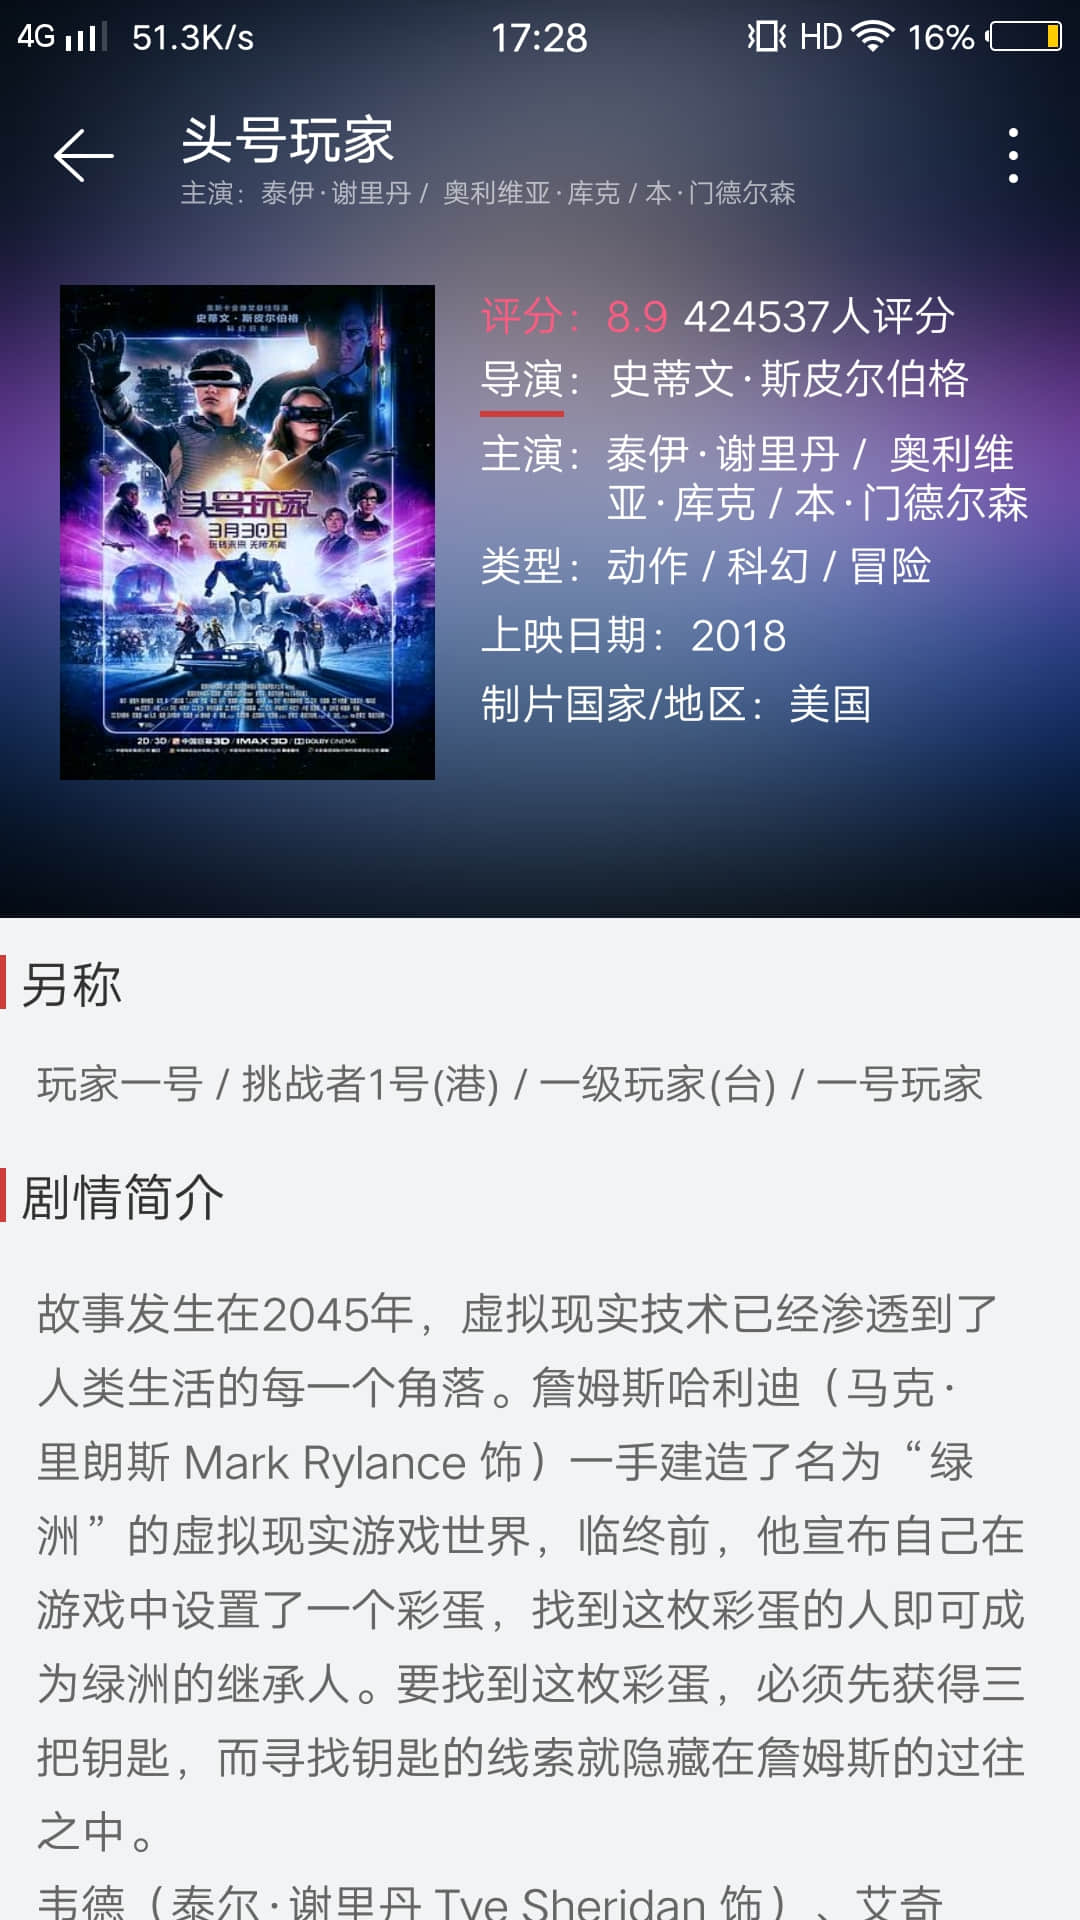 4G 51.3K/s 17:28 HD 16%
头号玩家
主演：泰伊·谢里丹 / 奥利维亚·库克 / 本·门德尔森
史蒂文·斯皮尔伯格
头号玩家
3月30日
2D/3D 中国巨幕3D / IMAX 3D / DOLBY CINEMA
评分：8.9 424537人评分
导演：史蒂文·斯皮尔伯格
主演：泰伊·谢里丹 / 奥利维
亚·库克 / 本·门德尔森
类型：动作 / 科幻 / 冒险
上映日期：2018
制片国家/地区：美国
另称
玩家一号 / 挑战者1号(港) / 一级玩家(台) / 一号玩家
剧情简介
故事发生在2045年，虚拟现实技术已经渗透到了
人类生活的每一个角落。詹姆斯哈利迪（马克·
里朗斯 Mark Rylance 饰）一手建造了名为“绿
洲”的虚拟现实游戏世界，临终前，他宣布自己在
游戏中设置了一个彩蛋，找到这枚彩蛋的人即可成
为绿洲的继承人。要找到这枚彩蛋，必须先获得三
把钥匙，而寻找钥匙的线索就隐藏在詹姆斯的过往
之中。
韦德（泰尔·谢里丹 Tye Sheridan 饰）、艾奇